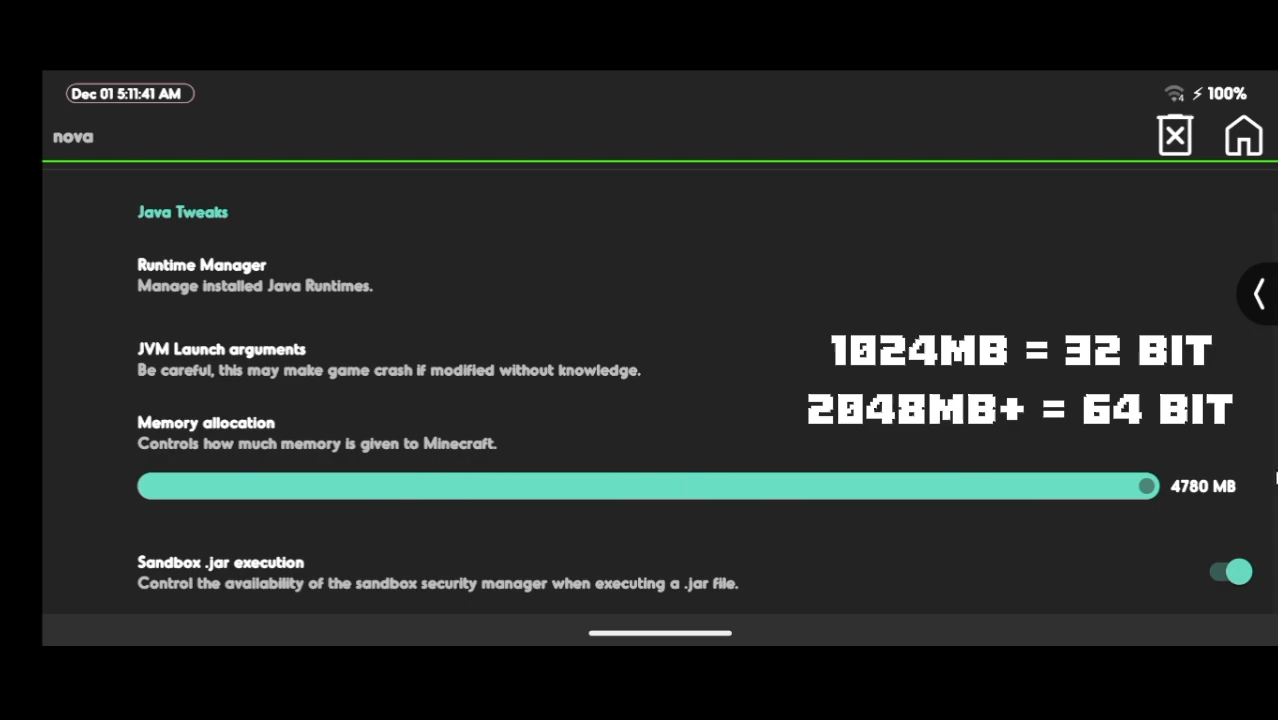 Dec 01 5:11:41 AM
4 100%
nova
Java Tweaks
Runtime Manager
Manage installed Java Runtimes.
JVM Launch arguments
Be careful, this may make game crash if modified without knowledge.
1024MB = 32 BIT
2048MB+ = 64 BIT
Memory allocation
Controls how much memory is given to Minecraft.
4780 MB
Sandbox .jar execution
Control the availability of the sandbox security manager when executing a .jar file.